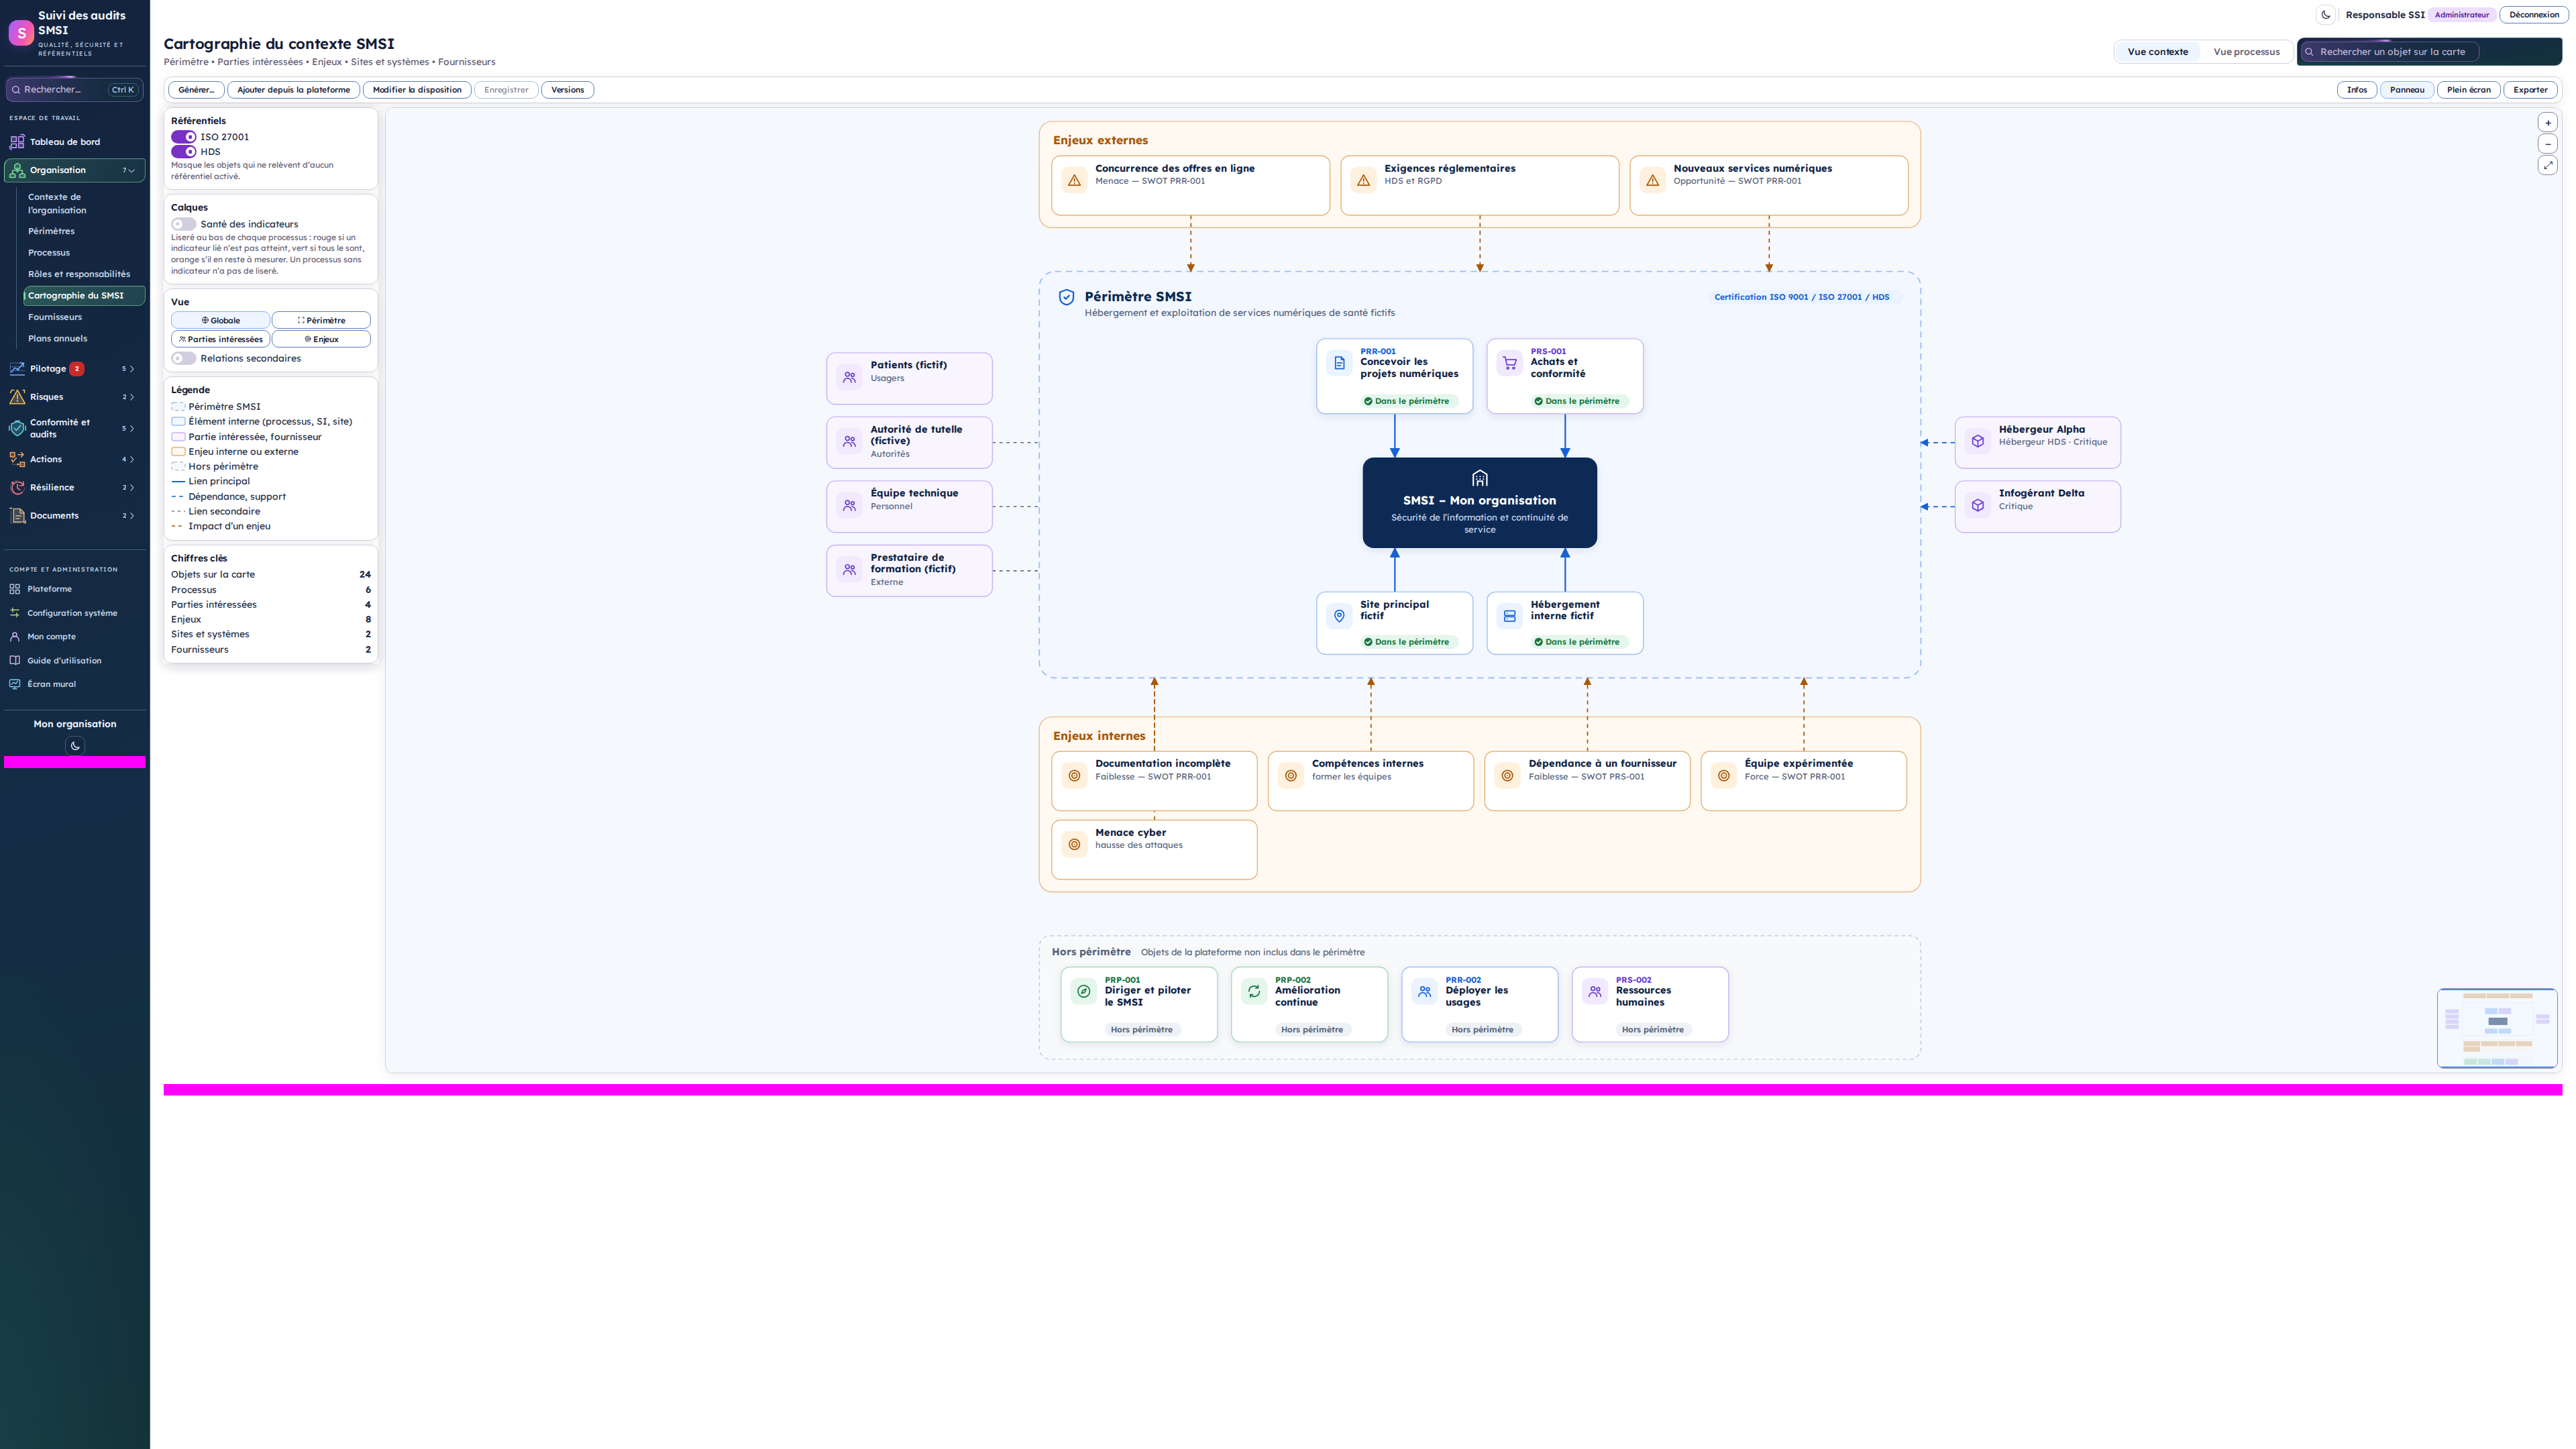 Suivi des audits
SMSI
QUALITÉ, SÉCURITÉ ET
RÉFÉRENTIELS
S
Rechercher...
Ctrl K
ESPACE DE TRAVAIL
Tableau de bord
Organisation
7
Contexte de
l'organisation
Périmètres
Processus
Rôles et responsabilités
Cartographie du SMSI
Fournisseurs
Plans annuels
Pilotage
2
5
Risques
2
Conformité et
audits
5
Actions
4
Résilience
2
Documents
2
COMPTE ET ADMINISTRATION
Plateforme
Configuration système
Mon compte
Guide d'utilisation
Écran mural
Mon organisation
Responsable SSI
Administrateur
Déconnexion
Cartographie du contexte SMSI
Périmètre • Parties intéressées • Enjeux • Sites et systèmes • Fournisseurs
Vue contexte
Vue processus
Rechercher un objet sur la carte
Générer...
Ajouter depuis la plateforme
Modifier la disposition
Enregistrer
Versions
Infos
Panneau
Plein écran
Exporter
Référentiels
ISO 27001
HDS
Masque les objets qui ne relèvent d'aucun
référentiel activé.
Calques
Santé des indicateurs
Liseré au bas de chaque processus : rouge si un
indicateur lié n'est pas atteint, vert si tous le sont,
orange s'il en reste à mesurer. Un processus sans
indicateur n'a pas de liseré.
Vue
Globale
Périmètre
Parties intéressées
Enjeux
Relations secondaires
Légende
Périmètre SMSI
Élément interne (processus, SI, site)
Partie intéressée, fournisseur
Enjeu interne ou externe
Hors périmètre
Lien principal
Dépendance, support
Lien secondaire
Impact d'un enjeu
Chiffres clés
Objets sur la carte 24
Processus 6
Parties intéressées 4
Enjeux 8
Sites et systèmes 2
Fournisseurs 2
Enjeux externes
Concurrence des offres en ligne
Menace — SWOT PRR-001
Exigences réglementaires
HDS et RGPD
Nouveaux services numériques
Opportunité — SWOT PRR-001
+
−
Périmètre SMSI
Hébergement et exploitation de services numériques de santé fictifs
Certification ISO 9001 / ISO 27001 / HDS
PRR-001
Concevoir les
projets numériques
Dans le périmètre
PRS-001
Achats et
conformité
Dans le périmètre
Patients (fictif)
Usagers
Autorité de tutelle
(fictive)
Autorités
Équipe technique
Personnel
Prestataire de
formation (fictif)
Externe
SMSI – Mon organisation
Sécurité de l'information et continuité de
service
Hébergeur Alpha
Hébergeur HDS · Critique
Infogérant Delta
Critique
Site principal
fictif
Dans le périmètre
Hébergement
interne fictif
Dans le périmètre
Enjeux internes
Documentation incomplète
Faiblesse — SWOT PRR-001
Compétences internes
former les équipes
Dépendance à un fournisseur
Faiblesse — SWOT PRS-001
Équipe expérimentée
Force — SWOT PRR-001
Menace cyber
hausse des attaques
Hors périmètre
Objets de la plateforme non inclus dans le périmètre
PRP-001
Diriger et piloter
le SMSI
Hors périmètre
PRP-002
Amélioration
continue
Hors périmètre
PRR-002
Déployer les
usages
Hors périmètre
PRS-002
Ressources
humaines
Hors périmètre